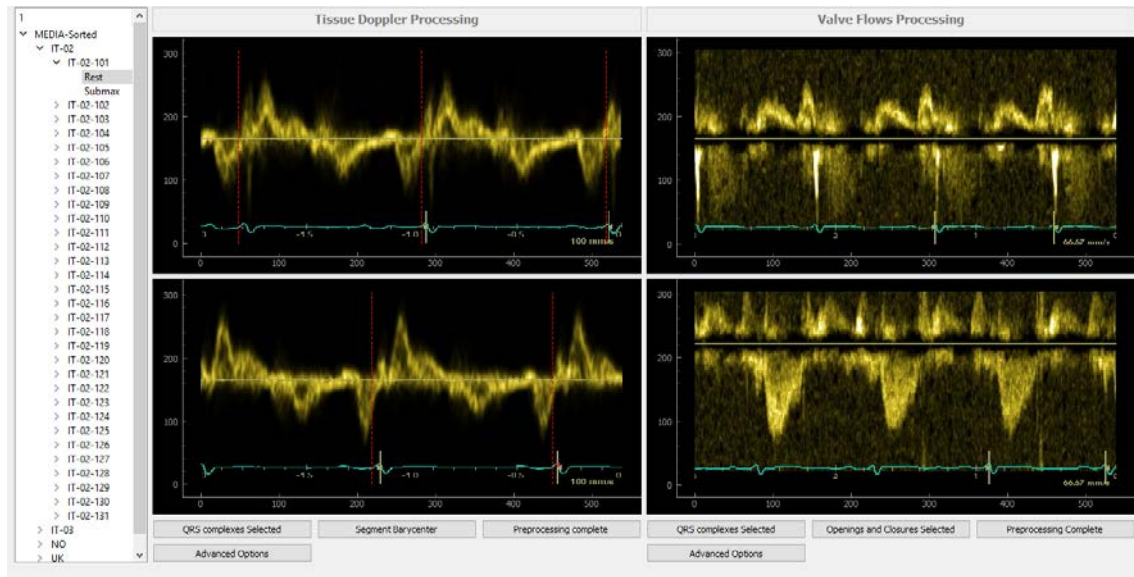 1
MEDIA-Sorted
IT-02
IT-02-101
Rest
Submax
IT-02-102
IT-02-103
IT-02-104
IT-02-105
IT-02-106
IT-02-107
IT-02-108
IT-02-109
IT-02-110
IT-02-111
IT-02-112
IT-02-113
IT-02-114
IT-02-115
IT-02-116
IT-02-117
IT-02-118
IT-02-119
IT-02-120
IT-02-121
IT-02-122
IT-02-123
IT-02-124
IT-02-125
IT-02-126
IT-02-127
IT-02-128
IT-02-129
IT-02-130
IT-02-131
IT-03
NO
UK
Tissue Doppler Processing
300
200
100
0
-1.5 -1.0 -0.5 0
100 mm/s
0 100 200 300 400 500
300
200
100
0
-1.5 -1.0 -0.5 0
100 mm/s
0 100 200 300 400 500
QRS complexes Selected
Segment Barycenter
Preprocessing complete
Advanced Options
Valve Flows Processing
300
200
100
0
2 1 0
66.67 mm/s
0 100 200 300 400 500
300
200
100
0
2 1 0
66.67 mm/s
0 100 200 300 400 500
QRS complexes Selected
Openings and Closures Selected
Preprocessing Complete
Advanced Options